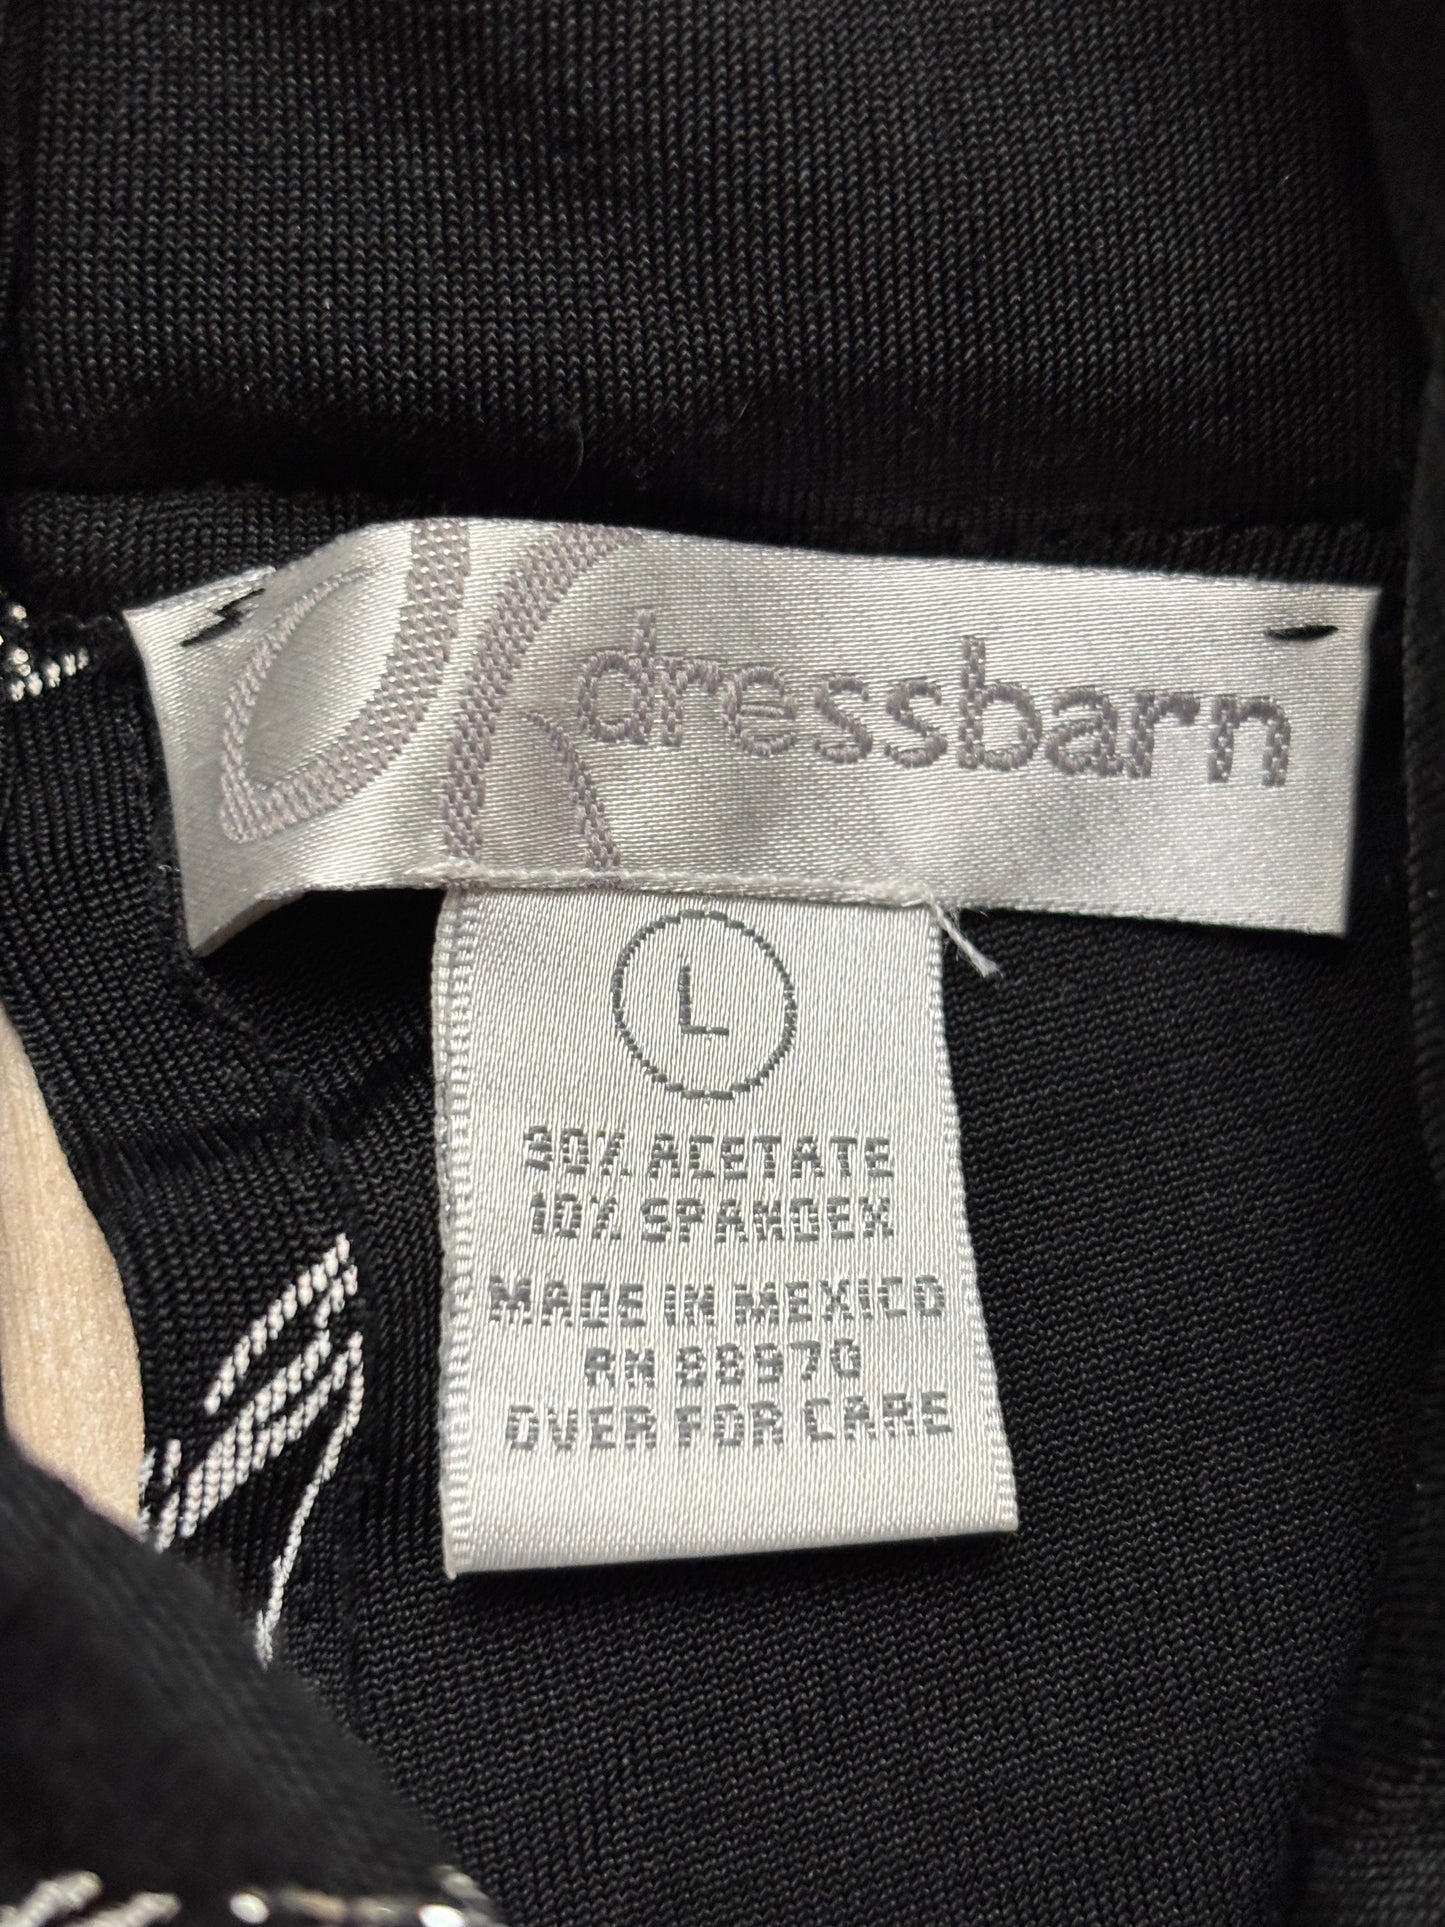 dressbarn
L
90% ACETATE
10% SPANDEX
MADE IN MEXICO
RN 88970
OVER FOR CARE